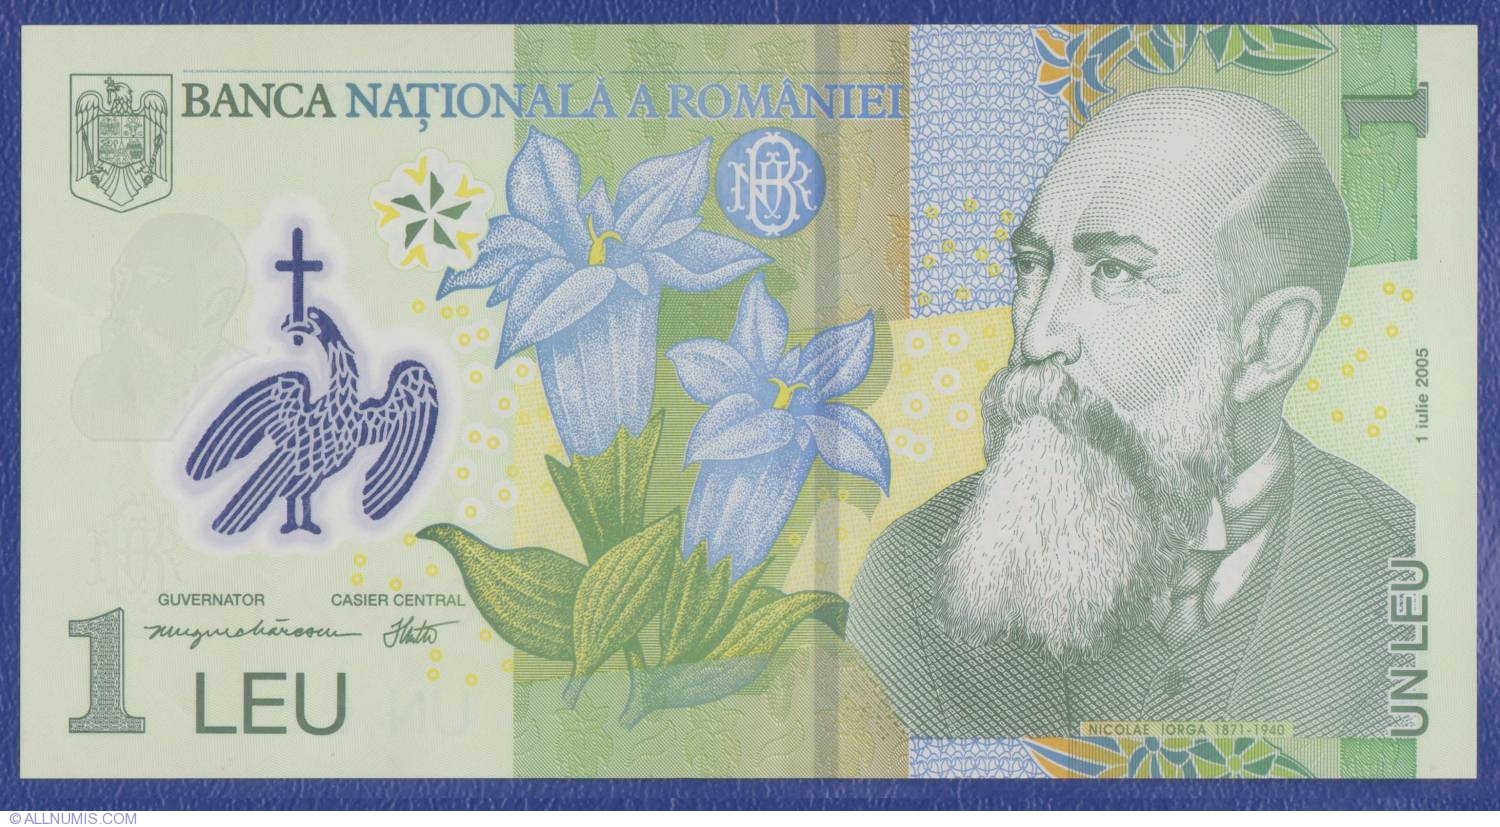 BANCA NAȚIONALĂ A ROMÂNIEI
1
1 iulie 2005
GUVERNATOR CASIER CENTRAL
1 LEU
UN LEU
NICOLAE IORGA 1871-1940
© ALLNUMIS.COM